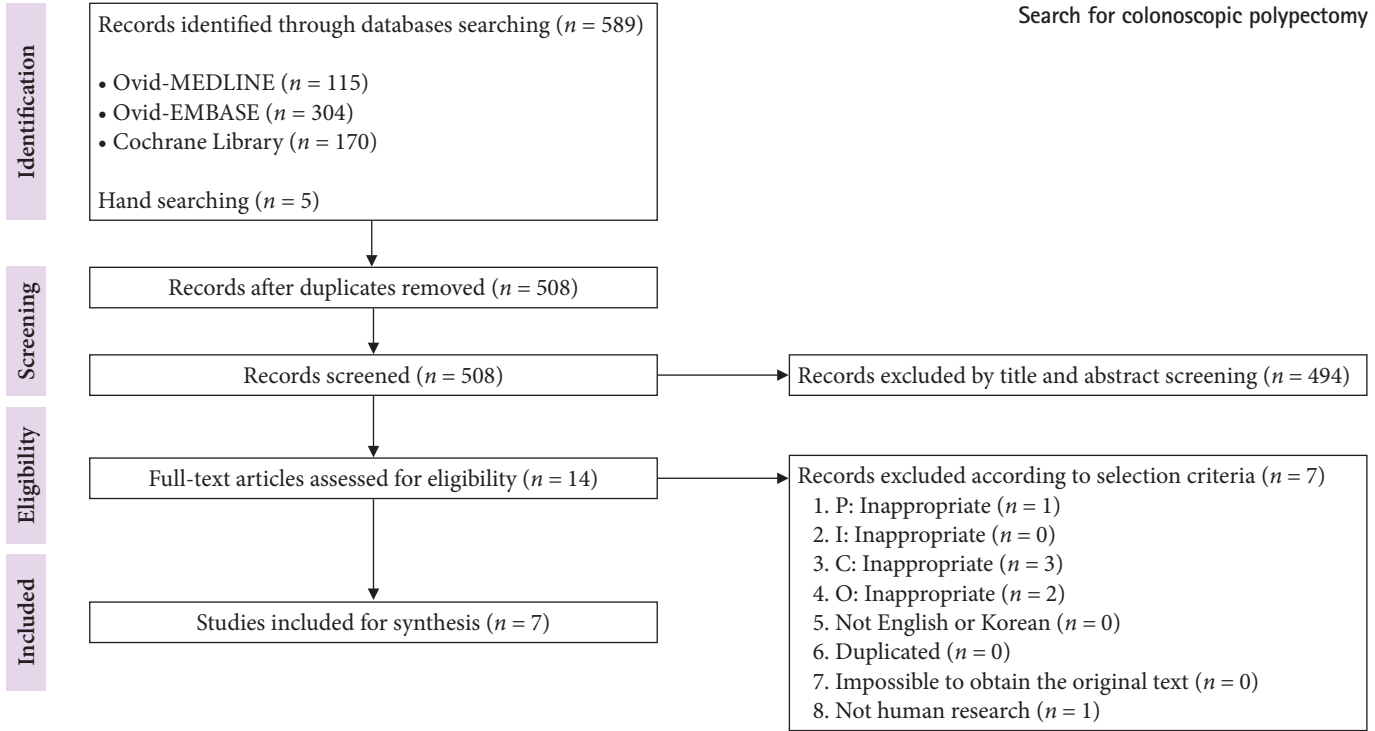 Search for colonoscopic polypectomy
Identification
Records identified through databases searching (n = 589)
• Ovid-MEDLINE (n = 115)
• Ovid-EMBASE (n = 304)
• Cochrane Library (n = 170)
Hand searching (n = 5)
Screening
Records after duplicates removed (n = 508)
Records screened (n = 508)
Records excluded by title and abstract screening (n = 494)
Eligibility
Full-text articles assessed for eligibility (n = 14)
Records excluded according to selection criteria (n = 7)
1. P: Inappropriate (n = 1)
2. I: Inappropriate (n = 0)
3. C: Inappropriate (n = 3)
4. O: Inappropriate (n = 2)
5. Not English or Korean (n = 0)
6. Duplicated (n = 0)
7. Impossible to obtain the original text (n = 0)
8. Not human research (n = 1)
Included
Studies included for synthesis (n = 7)